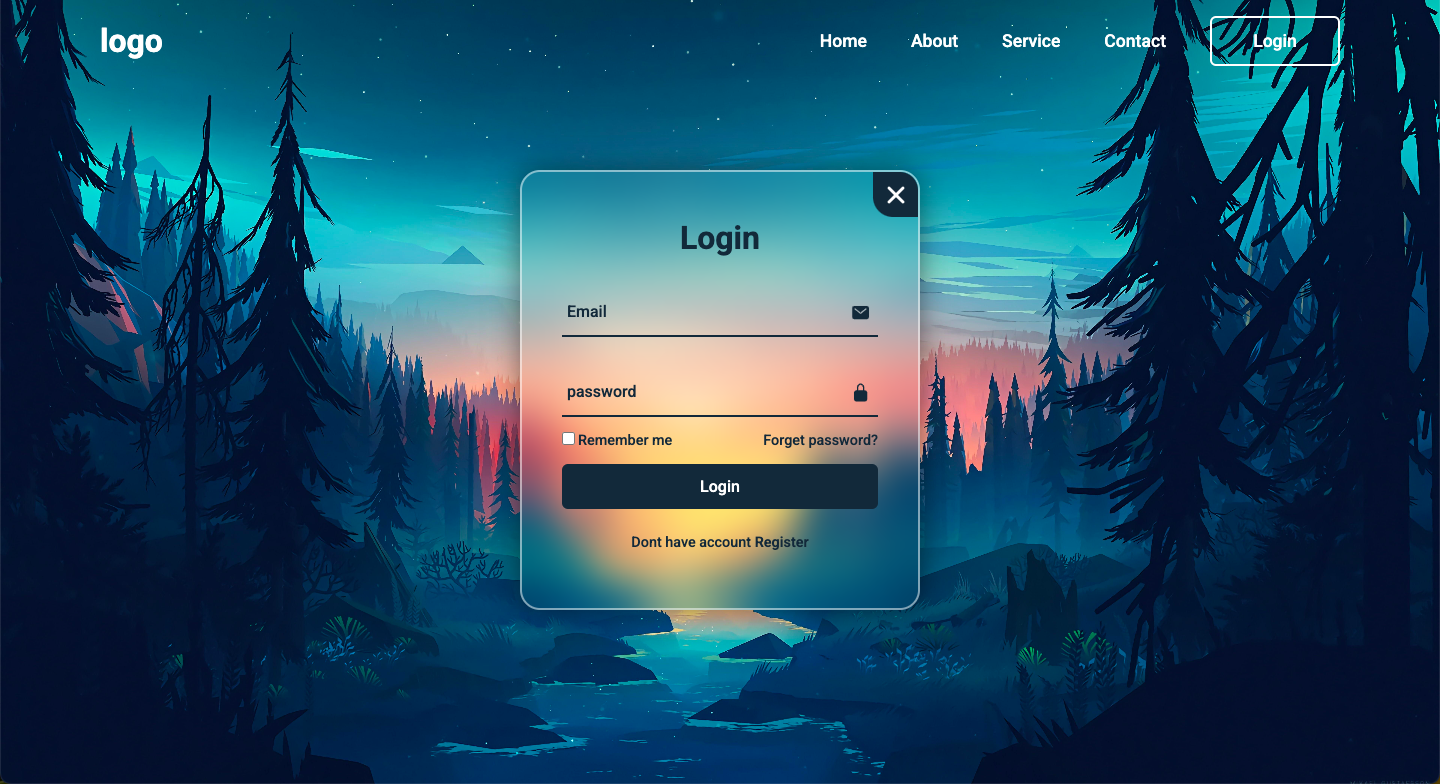 logo
Home About Service Contact Login
Login
Email
password
Remember me Forget password?
Login
Dont have account Register